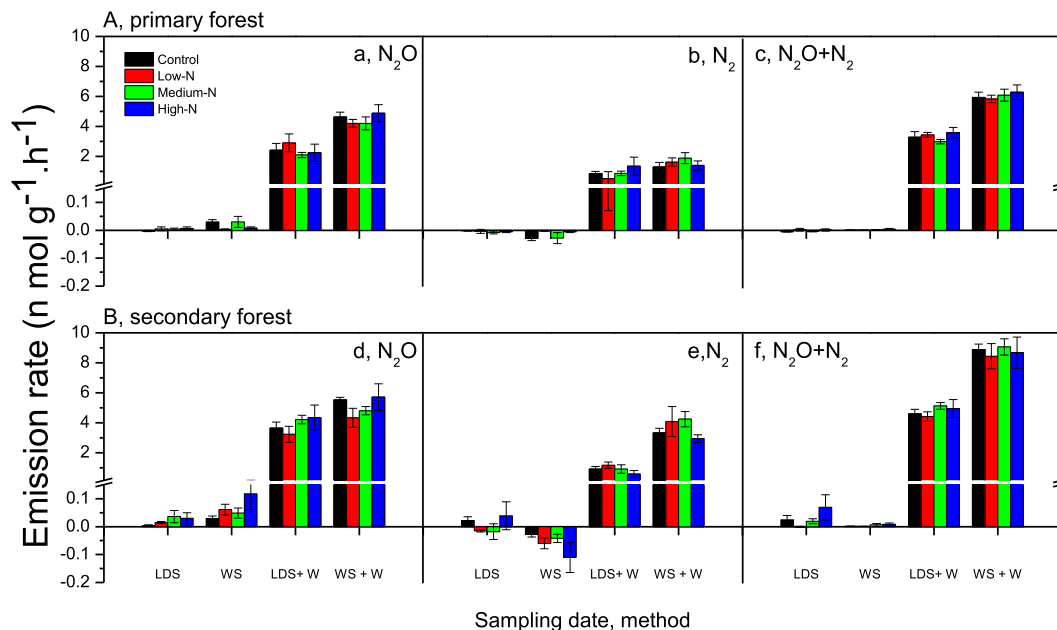 A, primary forest
a, N2O
b, N2
c, N2O+N2
Control
Low-N
Medium-N
High-N
10
8
6
4
2
0.1
0.0
-0.1
-0.2
Emission rate (n mol g-1.h-1)
B, secondary forest
d, N2O
e,N2
f, N2O+N2
10
8
6
4
2
0.1
0.0
-0.1
-0.2
LDS WS LDS+ W WS + W LDS WS LDS+ W WS + W LDS WS LDS+ W WS + W
Sampling date, method